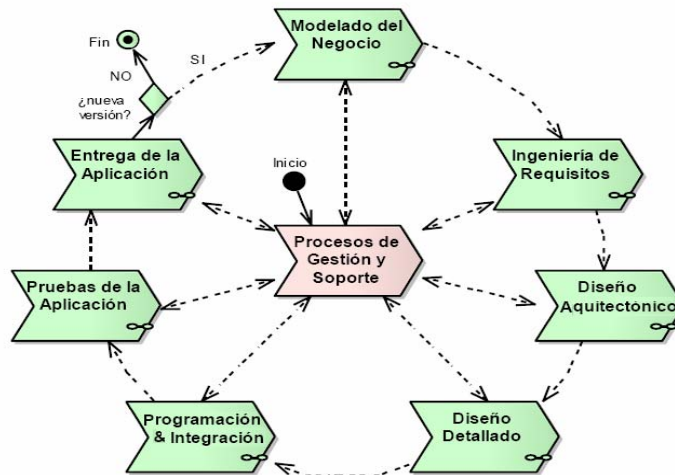 Modelado del
Negocio
Fin
SI
NO
¿nueva
versión?
Entrega de la
Aplicación
Ingeniería de
Requisitos
Inicio
Procesos de
Gestión y
Soporte
Pruebas de la
Aplicación
Diseño
Aquitectónico
Programación
& Integración
Diseño
Detallado